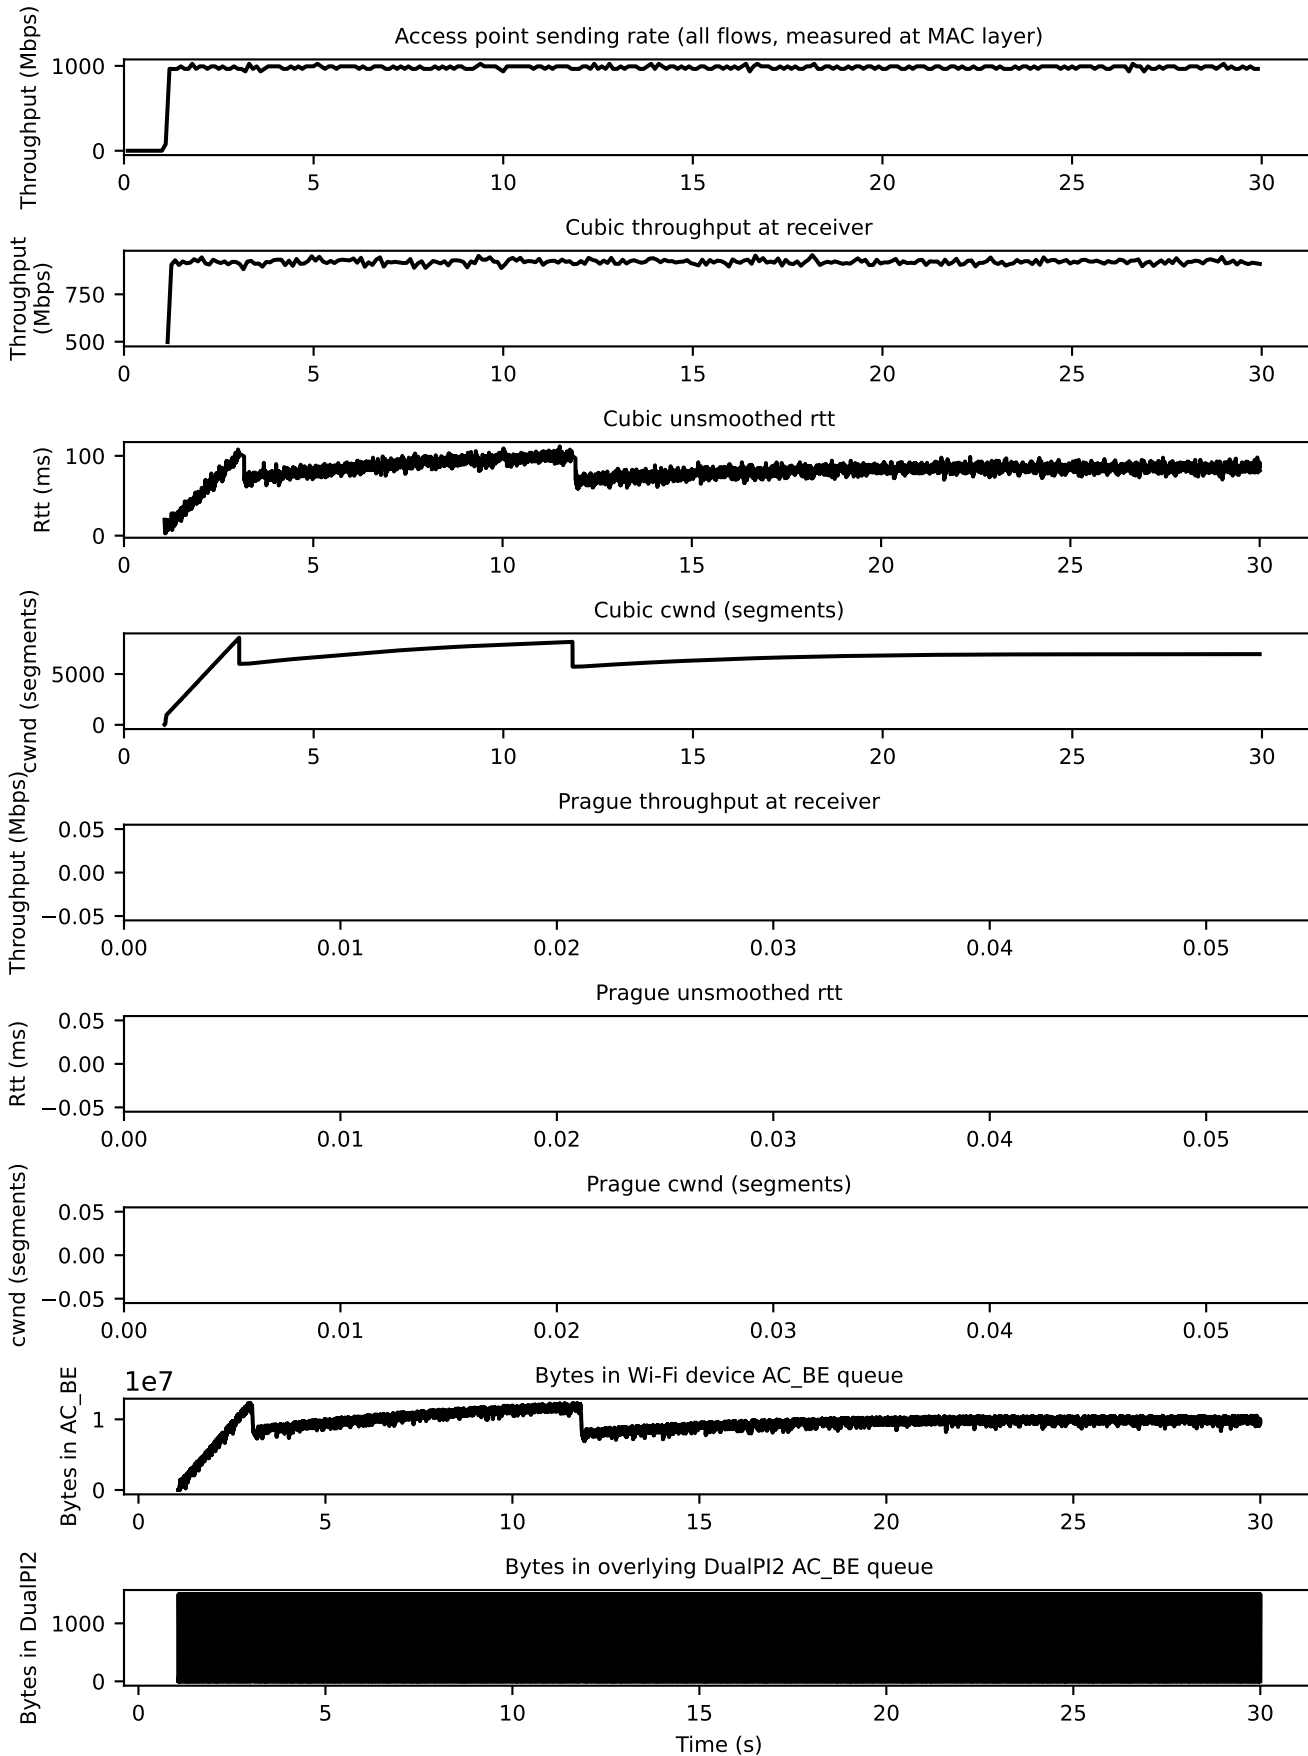 Access point sending rate (all flows, measured at MAC layer)
Throughput (Mbps)
1000
0
0 5 10 15 20 25 30
Cubic throughput at receiver
Throughput
(Mbps)
750
500
0 5 10 15 20 25 30
Cubic unsmoothed rtt
Rtt (ms)
100
0
0 5 10 15 20 25 30
Cubic cwnd (segments)
cwnd (segments)
5000
0
0 5 10 15 20 25 30
Prague throughput at receiver
Throughput (Mbps)
0.05
0.00
−0.05
0.00 0.01 0.02 0.03 0.04 0.05
Prague unsmoothed rtt
Rtt (ms)
0.05
0.00
−0.05
0.00 0.01 0.02 0.03 0.04 0.05
Prague cwnd (segments)
cwnd (segments)
0.05
0.00
−0.05
0.00 0.01 0.02 0.03 0.04 0.05
Bytes in Wi-Fi device AC_BE queue
1e7
Bytes in AC_BE
1
0
0 5 10 15 20 25 30
Bytes in overlying DualPI2 AC_BE queue
Bytes in DualPI2
1000
0
0 5 10 15 20 25 30
Time (s)